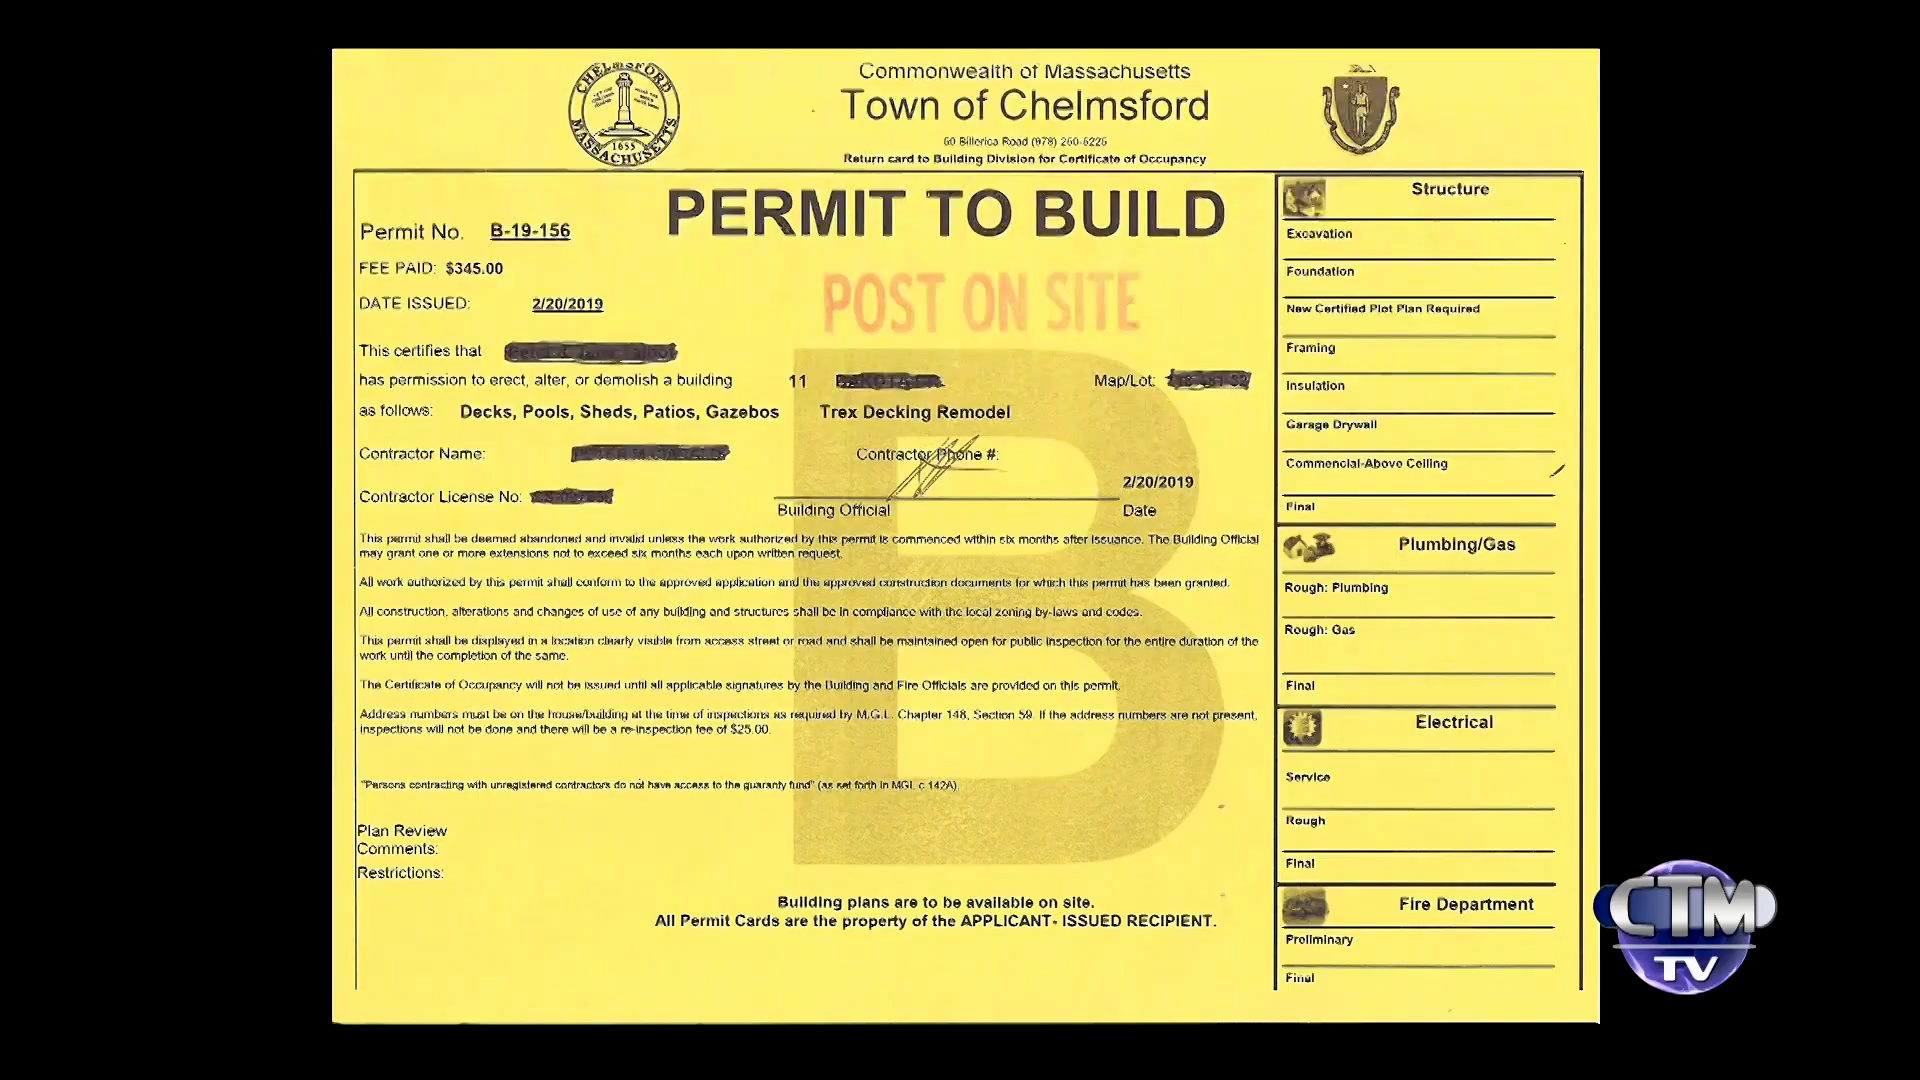 CHELMSFORD
MASSACHUSETTS
1655
Commonwealth of Massachusetts
Town of Chelmsford
50 Billerica Road (978) 250-5225
Return card to Building Division for Certificate of Occupancy
PERMIT TO BUILD
Permit No. B-19-156
FEE PAID: $345.00
POST ON SITE
DATE ISSUED: 2/20/2019
This certifies that
has permission to erect, alter, or demolish a building 11 Map/Lot:
as follows: Decks, Pools, Sheds, Patios, Gazebos Trex Decking Remodel
Contractor Name: Contractor Phone #:
Contractor License No: 2/20/2019
Building Official Date
This permit shall be deemed abandoned and invalid unless the work authorized by this permit is commenced within six months after issuance. The Building Official
may grant one or more extensions not to exceed six months each upon written request.
All work authorized by this permit shall conform to the approved application and the approved construction documents for which this permit has been granted.
All construction, alterations and changes of use of any building and structures shall be in compliance with the local zoning by-laws and codes.
This permit shall be displayed in a location clearly visible from access street or road and shall be maintained open for public inspection for the entire duration of the
work until the completion of the same.
The Certificate of Occupancy will not be issued until all applicable signatures by the Building and Fire Officials are provided on this permit.
Address numbers must be on the house/building at the time of inspections as required by M.G.L. Chapter 148, Section 59. If the address numbers are not present,
inspections will not be done and there will be a re-inspection fee of $25.00.
"Persons contracting with unregistered contractors do not have access to the guaranty fund" (as set forth in MGL c 142A)
Plan Review
Comments:
Restrictions:
Building plans are to be available on site.
All Permit Cards are the property of the APPLICANT- ISSUED RECIPIENT.
B
Structure
Excavation
Foundation
New Certified Plot Plan Required
Framing
Insulation
Garage Drywall
Commencial-Above Ceiling
Final
Plumbing/Gas
Rough: Plumbing
Rough: Gas
Final
Electrical
Service
Rough
Final
Fire Department
Preliminary
Final
CTM
TV